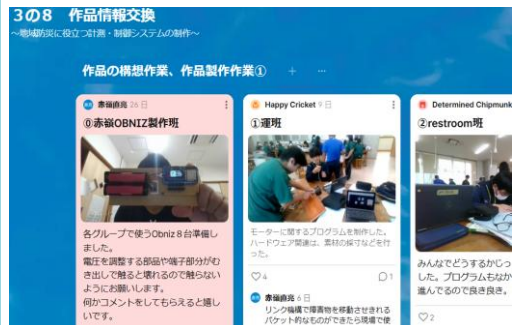 3の8 作品情報交換
～地域防災に役立つ計測・制御システムの制作～
作品の構想作業、作品製作作業①
赤嶺直亮 26日
⓪赤嶺OBNIZ製作班
各グループで使うObniz８台準備し
ました。
電圧を調整する部品や端子部分がむ
き出しで触ると壊れるので触らない
ようにお願いします。
何かコメントをしてもらえると嬉し
いです。
Happy Cricket 9日
①運班
モーターに関するプログラムを制作した。
ハードウェア関連は、素材の採寸などを行
った。
1
赤嶺直亮 6日
リンク機構で障害物を移動させきれる
バケット的なものができたら現場で使
Determined Chipmunk
②restroom班
みんなでどうするかじっ
した。プログラムもなか
進んでるので良き良き。
2